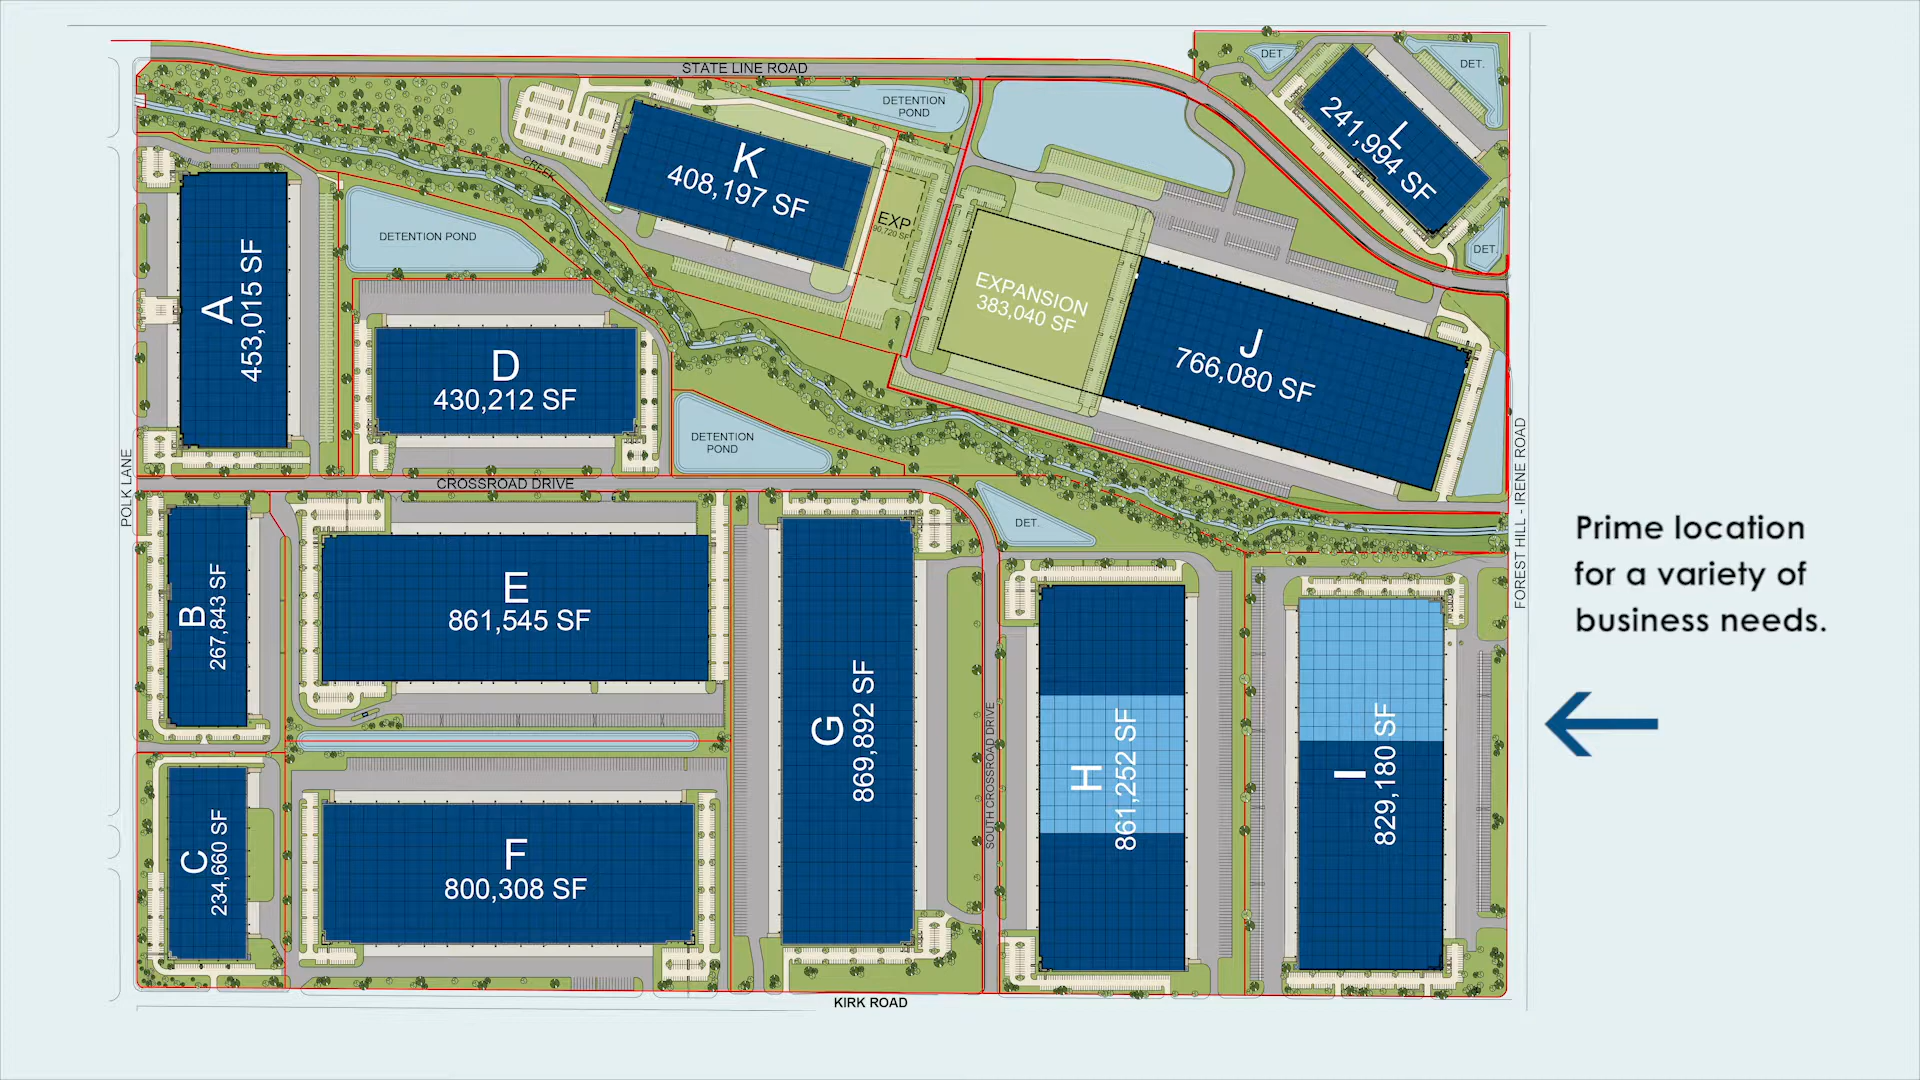 STATE LINE ROAD
DET.
DET.
L
241,994 SF
DET.
DETENTION
POND
K
408,197 SF
CREEK
EXP
90,720 SF
A
453,015 SF
DETENTION POND
EXPANSION
383,040 SF
J
766,080 SF
D
430,212 SF
DETENTION
POND
POLK LANE
CROSSROAD DRIVE
FOREST HILL - IRENE ROAD
DET.
B
267,843 SF
E
861,545 SF
G
869,892 SF
SOUTH CROSSROAD DRIVE
H
861,252 SF
I
829,180 SF
C
234,660 SF
F
800,308 SF
KIRK ROAD
Prime location
for a variety of
business needs.